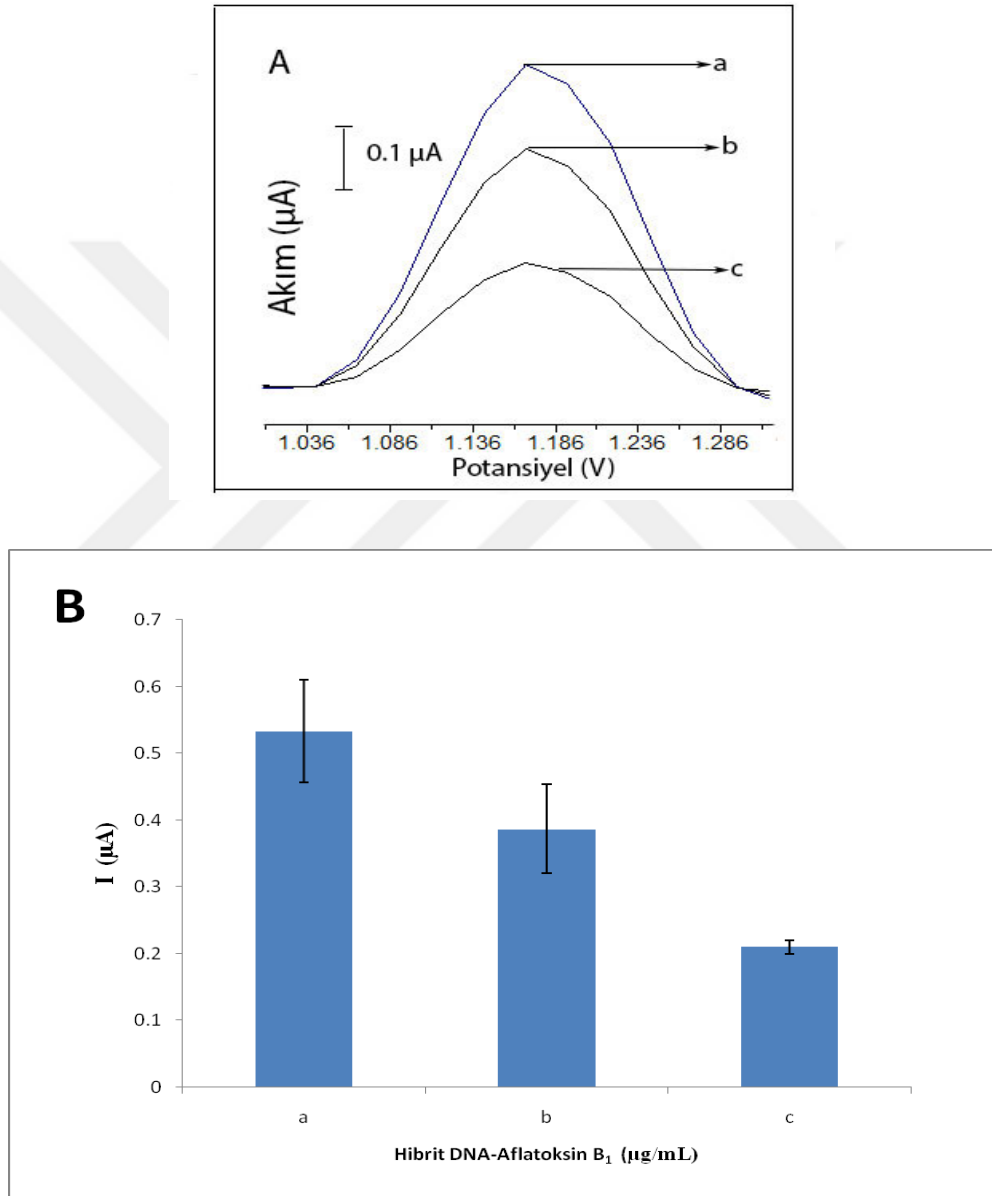 A
a
b
c
0.1 µA
Akım (µA)
1.036 1.086 1.136 1.186 1.236 1.286
Potansiyel (V)
B
0.7
0.6
0.5
0.4
0.3
0.2
0.1
0
I (µA)
a b c
Hibrit DNA-Aflatoksin B₁ (µg/mL)